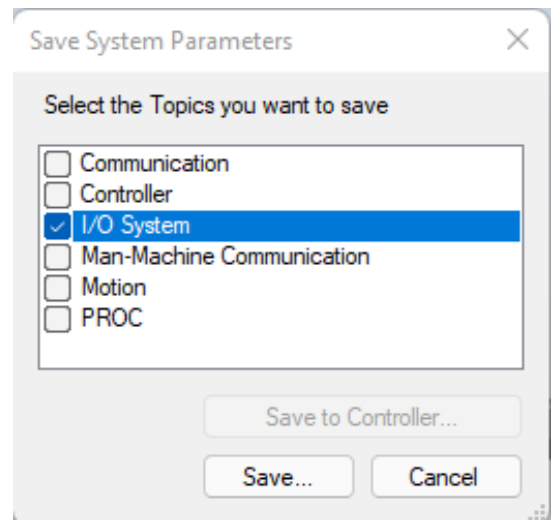 Save System Parameters
Select the Topics you want to save
Communication
Controller
I/O System
Man-Machine Communication
Motion
PROC
Save to Controller...
Save... Cancel